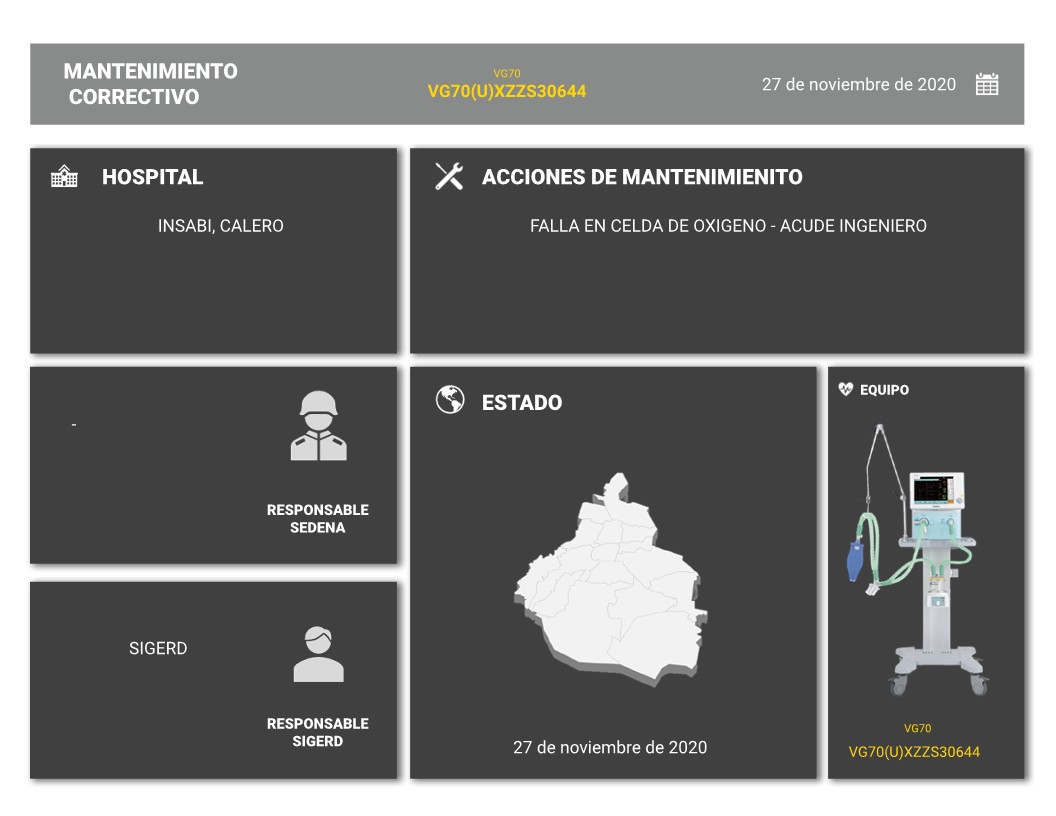 MANTENIMIENTO
CORRECTIVO
VG70
VG70(U)XZZS30644
27 de noviembre de 2020
HOSPITAL
INSABI, CALERO
ACCIONES DE MANTENIMIENITO
FALLA EN CELDA DE OXIGENO - ACUDE INGENIERO
-
RESPONSABLE
SEDENA
SIGERD
RESPONSABLE
SIGERD
ESTADO
27 de noviembre de 2020
EQUIPO
VG70
VG70(U)XZZS30644